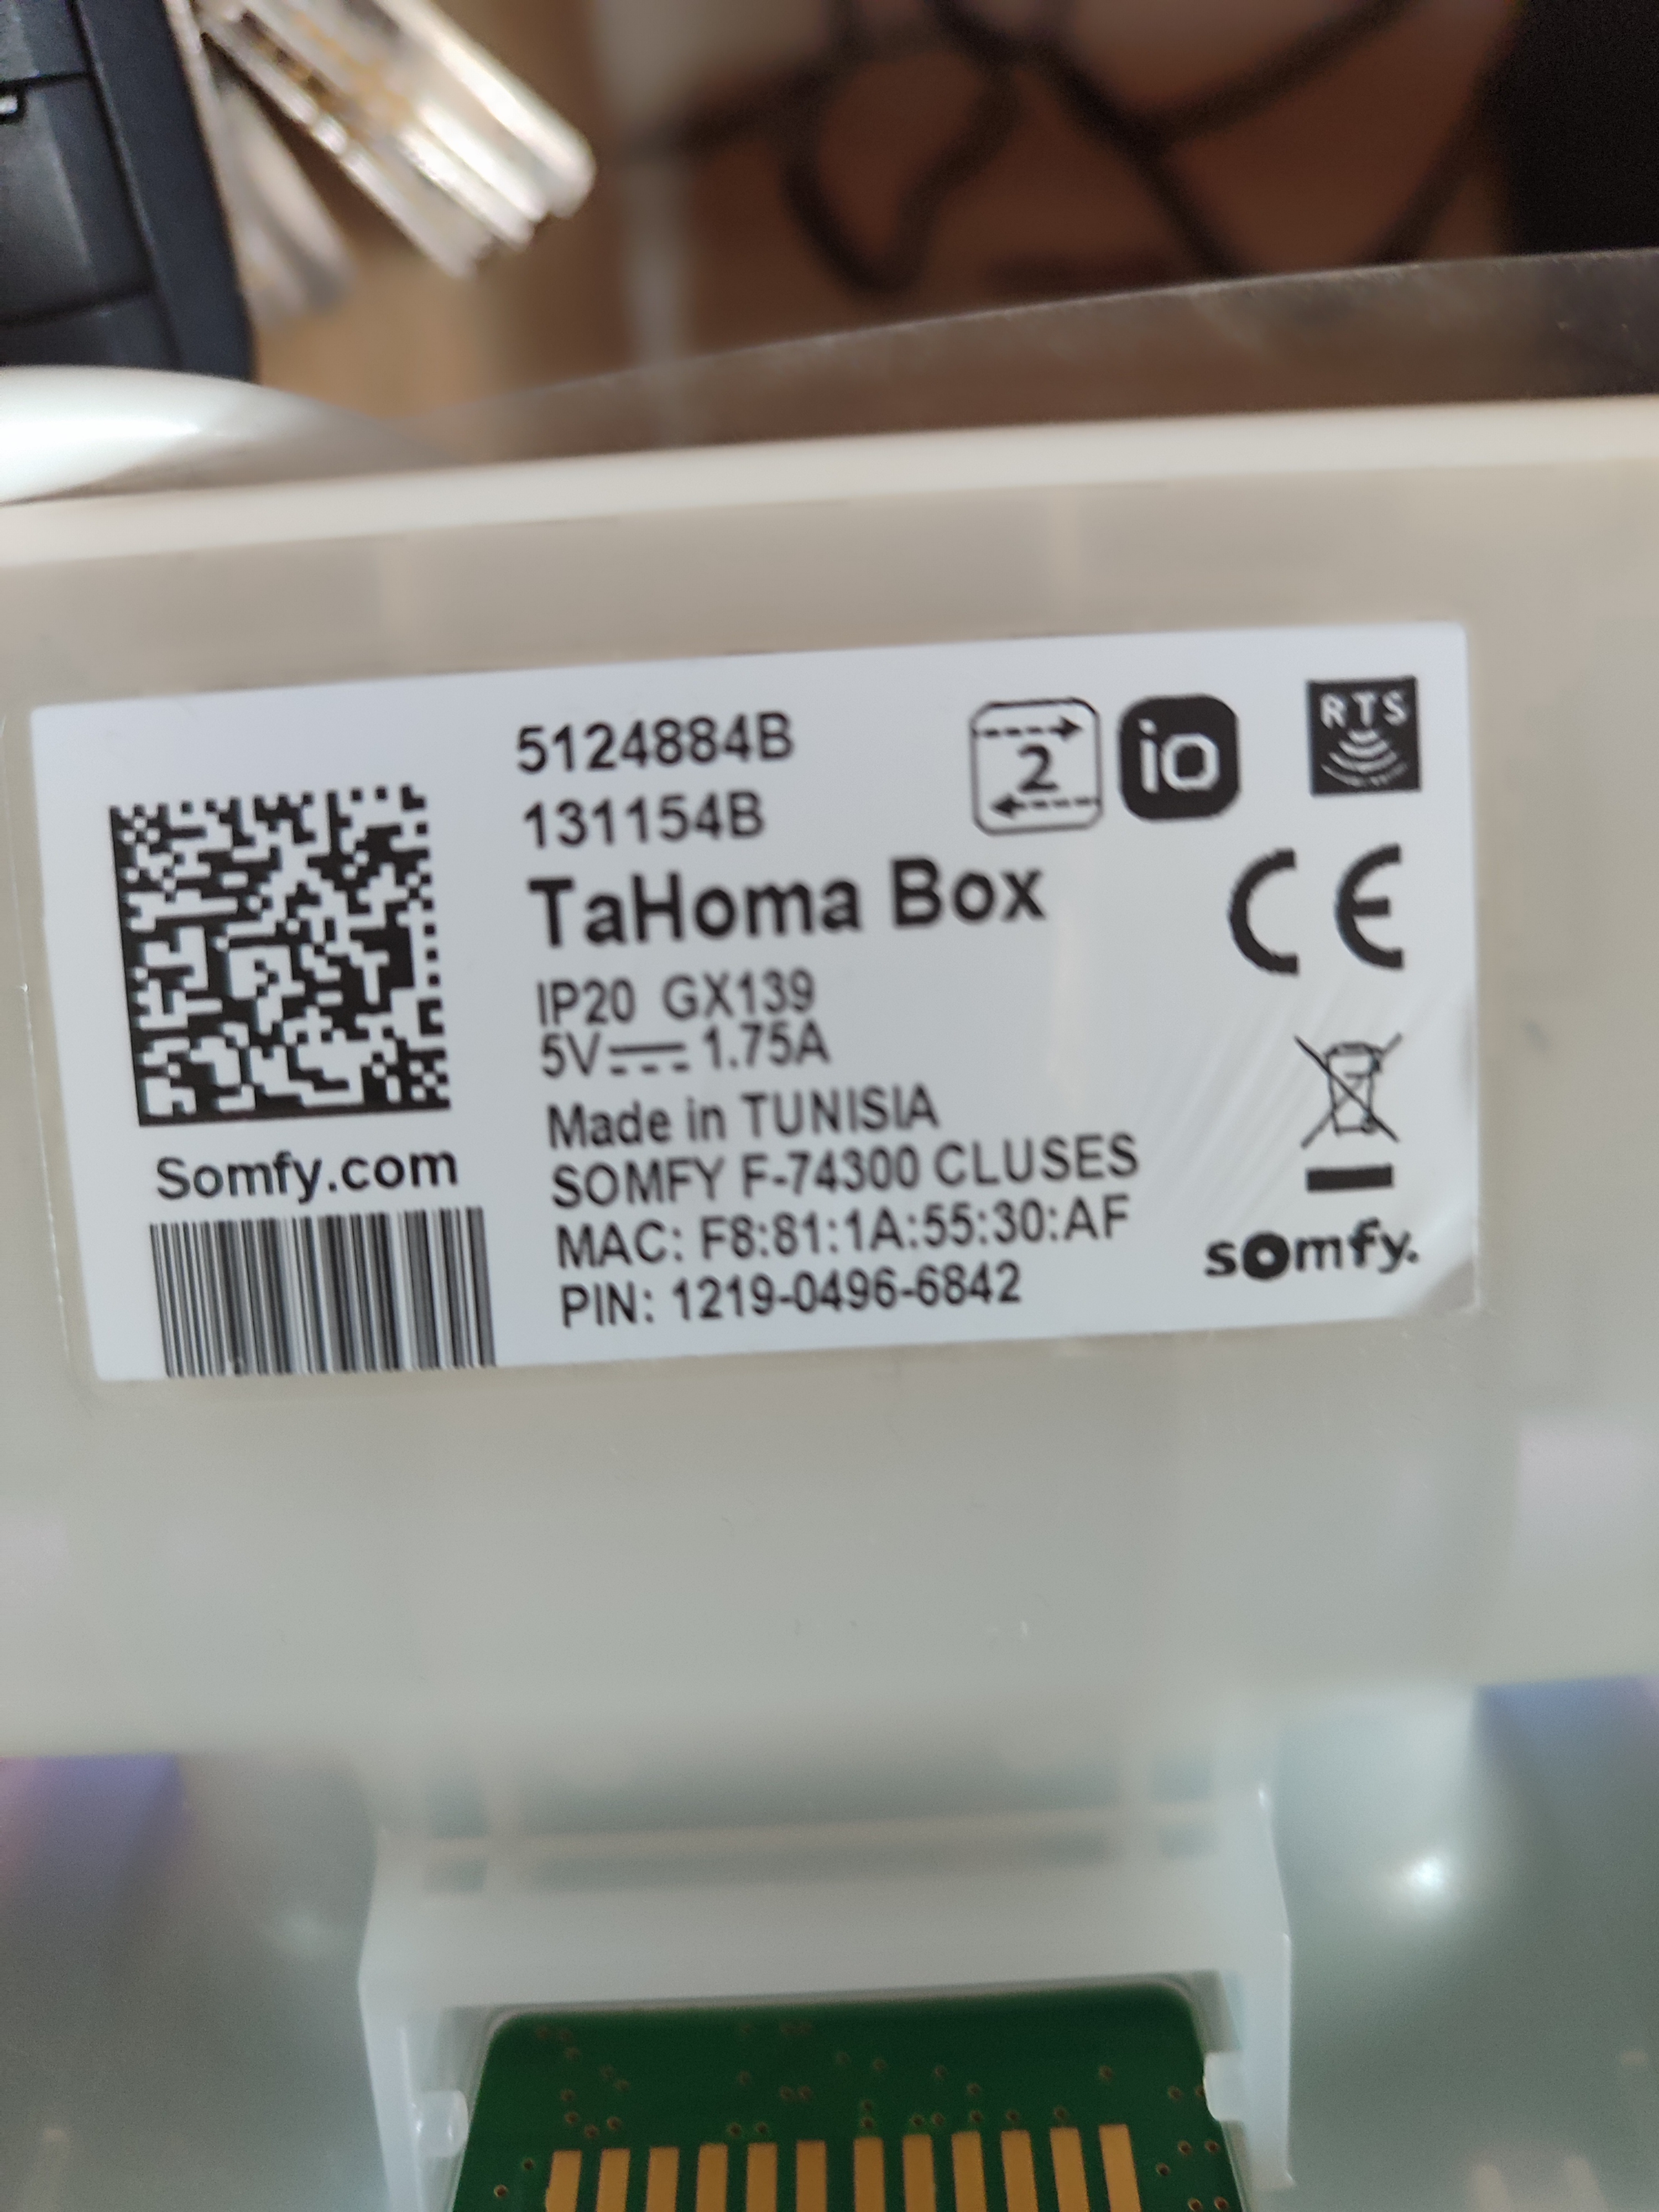 5124884B
131154B
TaHoma Box
IP20 GX139
5V 1.75A
Made in TUNISIA
SOMFY F-74300 CLUSES
MAC: F8:81:1A:55:30:AF
PIN: 1219-0496-6842
Somfy.com
2
io
RTS
CE
somfy.